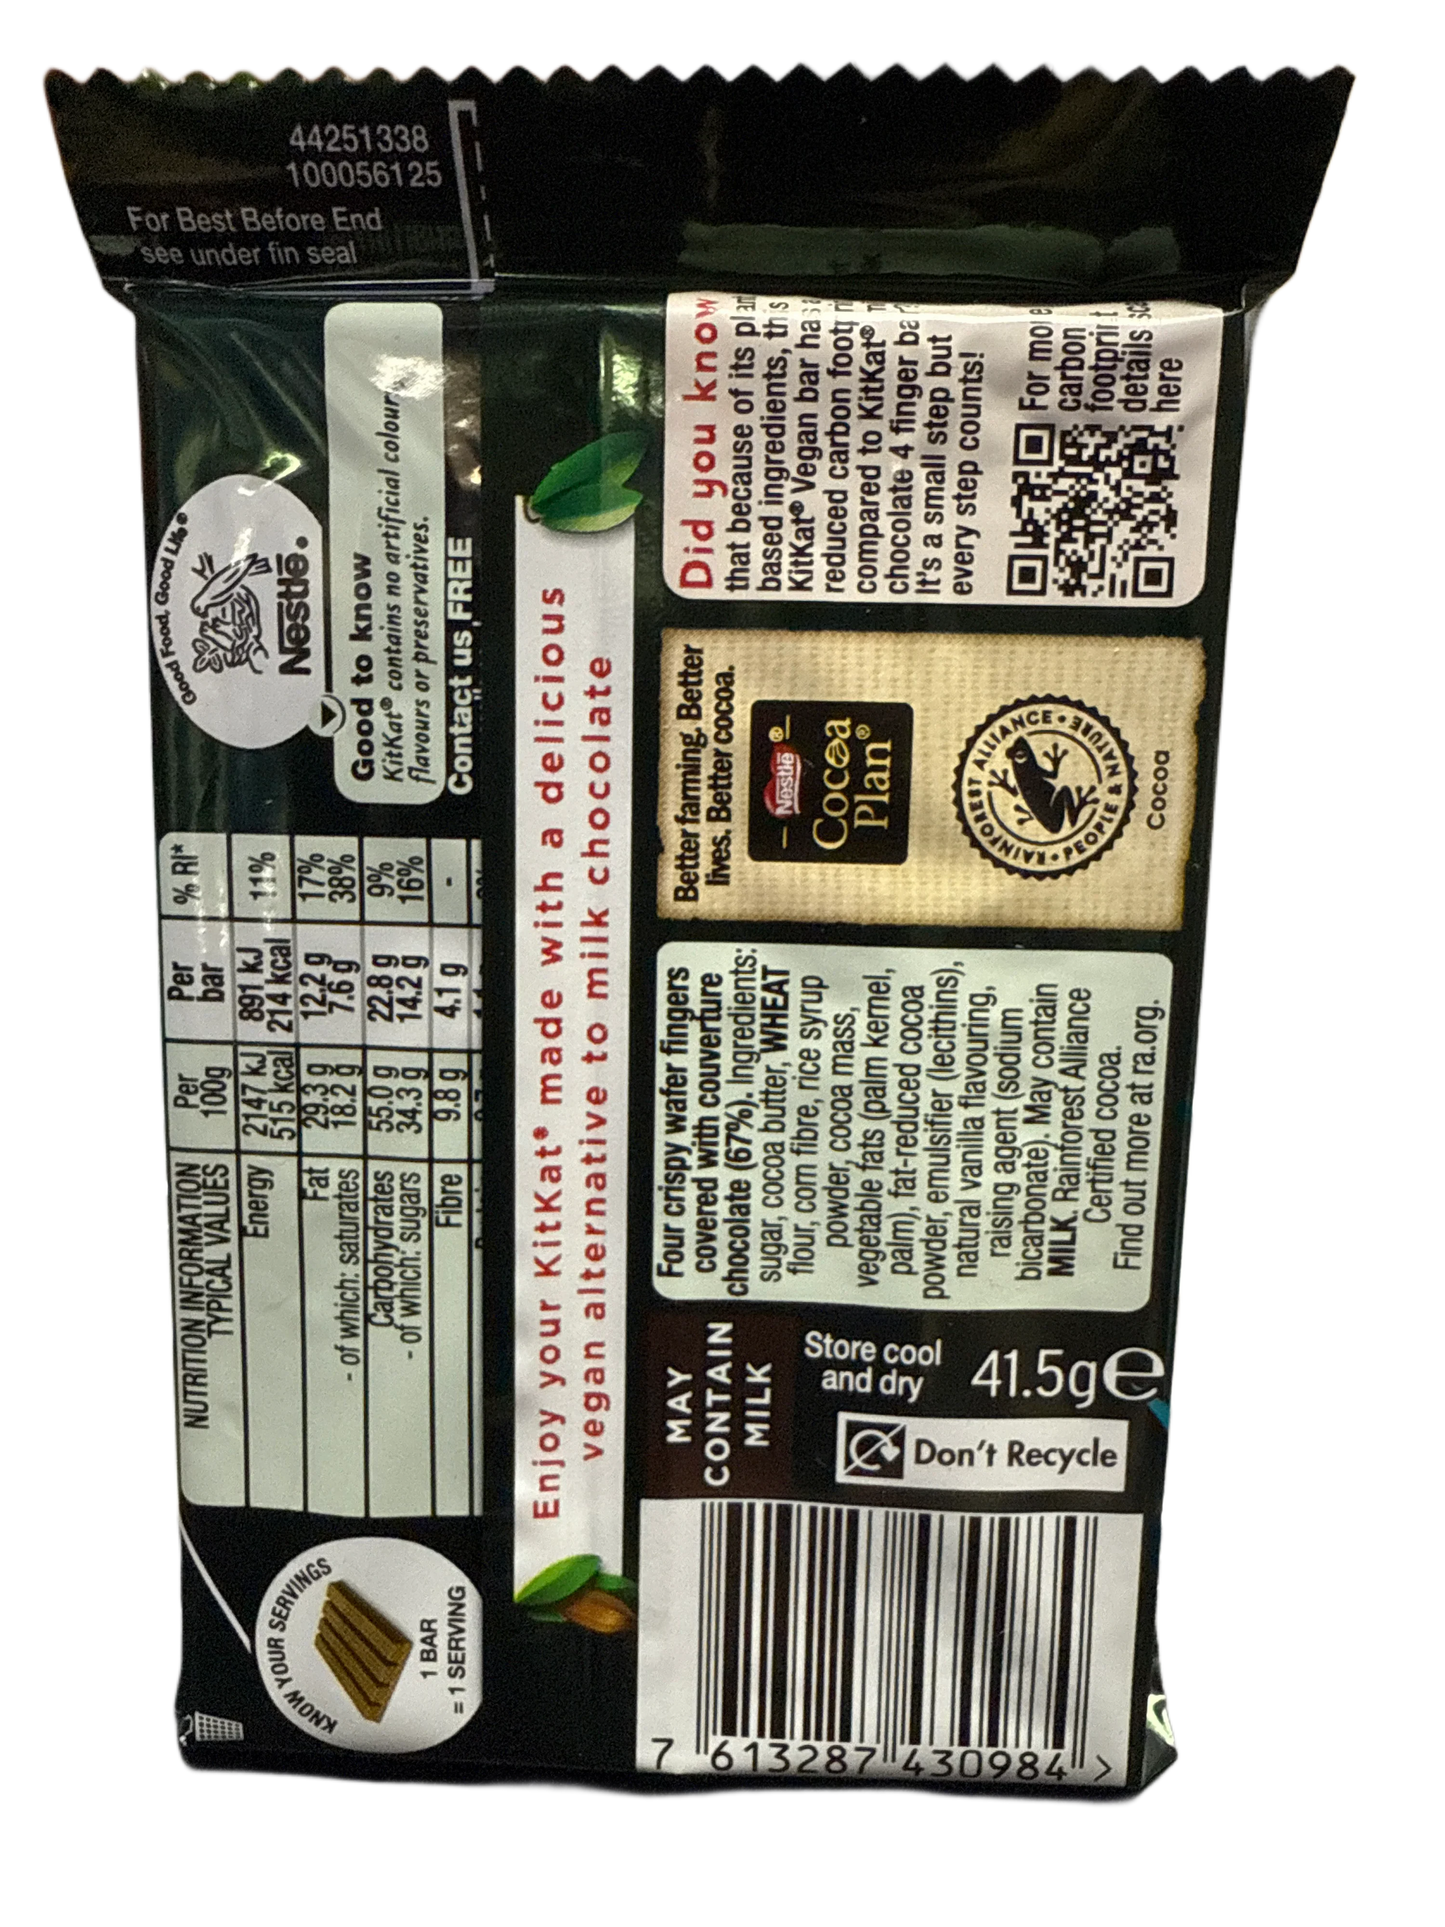 44251338
100056125
For Best Before End
see under fin seal
Good Food, Good Life®
Nestlé®
Good to know
KitKat® contains no artificial colours,
flavours or preservatives.
Contact us FREE
NUTRITION INFORMATION
TYPICAL VALUES
Per
100g
Per
bar
% RI*
Energy 2147 kJ 891 kJ
515 kcal 214 kcal 11%
Fat 29.3 g 12.2 g 17%
- of which: saturates 18.2 g 7.6 g 38%
Carbohydrates 55.0 g 22.8 g 9%
- of which: sugars 34.3 g 14.2 g 16%
Fibre 9.8 g 4.1 g -
KNOW YOUR SERVINGS
1 BAR
= 1 SERVING
Enjoy your KitKat® made with a delicious
vegan alternative to milk chocolate
Did you know
that because of its
based ingredients, this
KitKat® Vegan bar has
reduced carbon
compared to KitKat®
chocolate 4 finger
It's a small step but
every step counts!
For more
carbon
footprint
details
here
Better farming. Better
lives. Better cocoa.
Nestlé®
Cocoa
Plan®
RAINFOREST ALLIANCE • PEOPLE & NATURE •
Cocoa
Four crispy wafer fingers
covered with couverture
chocolate (67%). Ingredients:
sugar, cocoa butter, WHEAT
flour, corn fibre, rice syrup
powder, cocoa mass,
vegetable fats (palm kernel,
palm), fat-reduced cocoa
powder, emulsifier (lecithins),
natural vanilla flavouring,
raising agent (sodium
bicarbonate). May contain
MILK. Rainforest Alliance
Certified cocoa.
Find out more at ra.org.
MAY
CONTAIN
MILK
Store cool
and dry
41.5g e
Don't Recycle
7 613287 430984 >